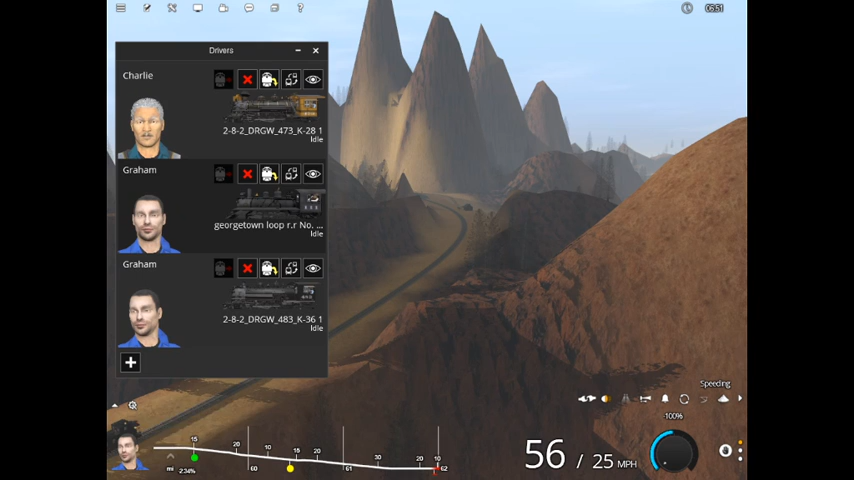 ?
06:51
Drivers
Charlie
2-8-2_DRGW_473_K-28 1
Idle
Graham
georgetown loop r.r No. ...
Idle
Graham
2-8-2_DRGW_483_K-36 1
Idle
Speeding
-100%
15
20
10
15
20
30
20
10
mi
-2.34%
60
61
62
56 / 25 MPH